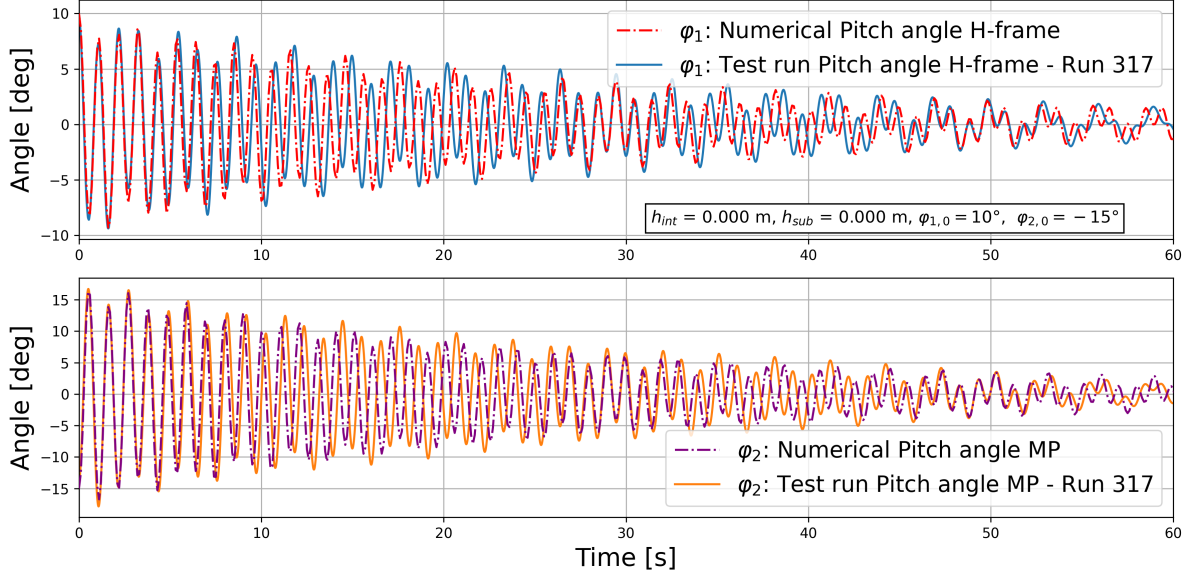 10
5
0
−5
−10
Angle [deg]
φ₁: Numerical Pitch angle H-frame
φ₁: Test run Pitch angle H-frame - Run 317
h_int = 0.000 m, h_sub = 0.000 m, φ_1,0 = 10°, φ_2,0 = −15°
0 10 20 30 40 50 60
15
10
5
0
−5
−10
−15
Angle [deg]
φ₂: Numerical Pitch angle MP
φ₂: Test run Pitch angle MP - Run 317
0 10 20 30 40 50 60
Time [s]